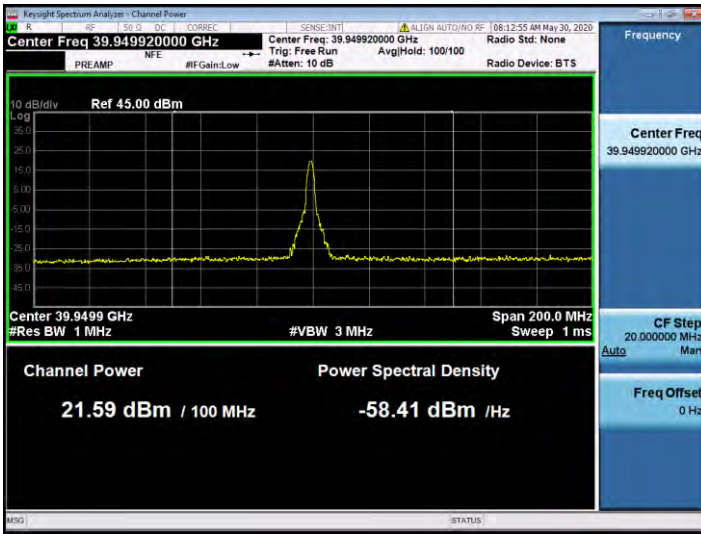 Keysight Spectrum Analyzer - Channel Power
R RF 50 Ω DC CORREC SENSE:INT ALIGN AUTO/NO RF 08:12:55 AM May 30, 2020
Center Freq 39.949920000 GHz
Center Freq: 39.949920000 GHz
Radio Std: None
NFE
Trig: Free Run
Avg|Hold: 100/100
PREAMP
#IFGain:Low
#Atten: 10 dB
Radio Device: BTS
10 dB/div
Ref 45.00 dBm
Log
35.0
25.0
15.0
5.00
-5.00
-15.0
-25.0
-35.0
-45.0
Center 39.9499 GHz
Span 200.0 MHz
#Res BW 1 MHz
#VBW 3 MHz
Sweep 1 ms
Channel Power
Power Spectral Density
21.59 dBm / 100 MHz
-58.41 dBm /Hz
MSG
STATUS
Frequency
Center Freq
39.949920000 GHz
CF Step
20.000000 MHz
Auto Man
Freq Offset
0 Hz